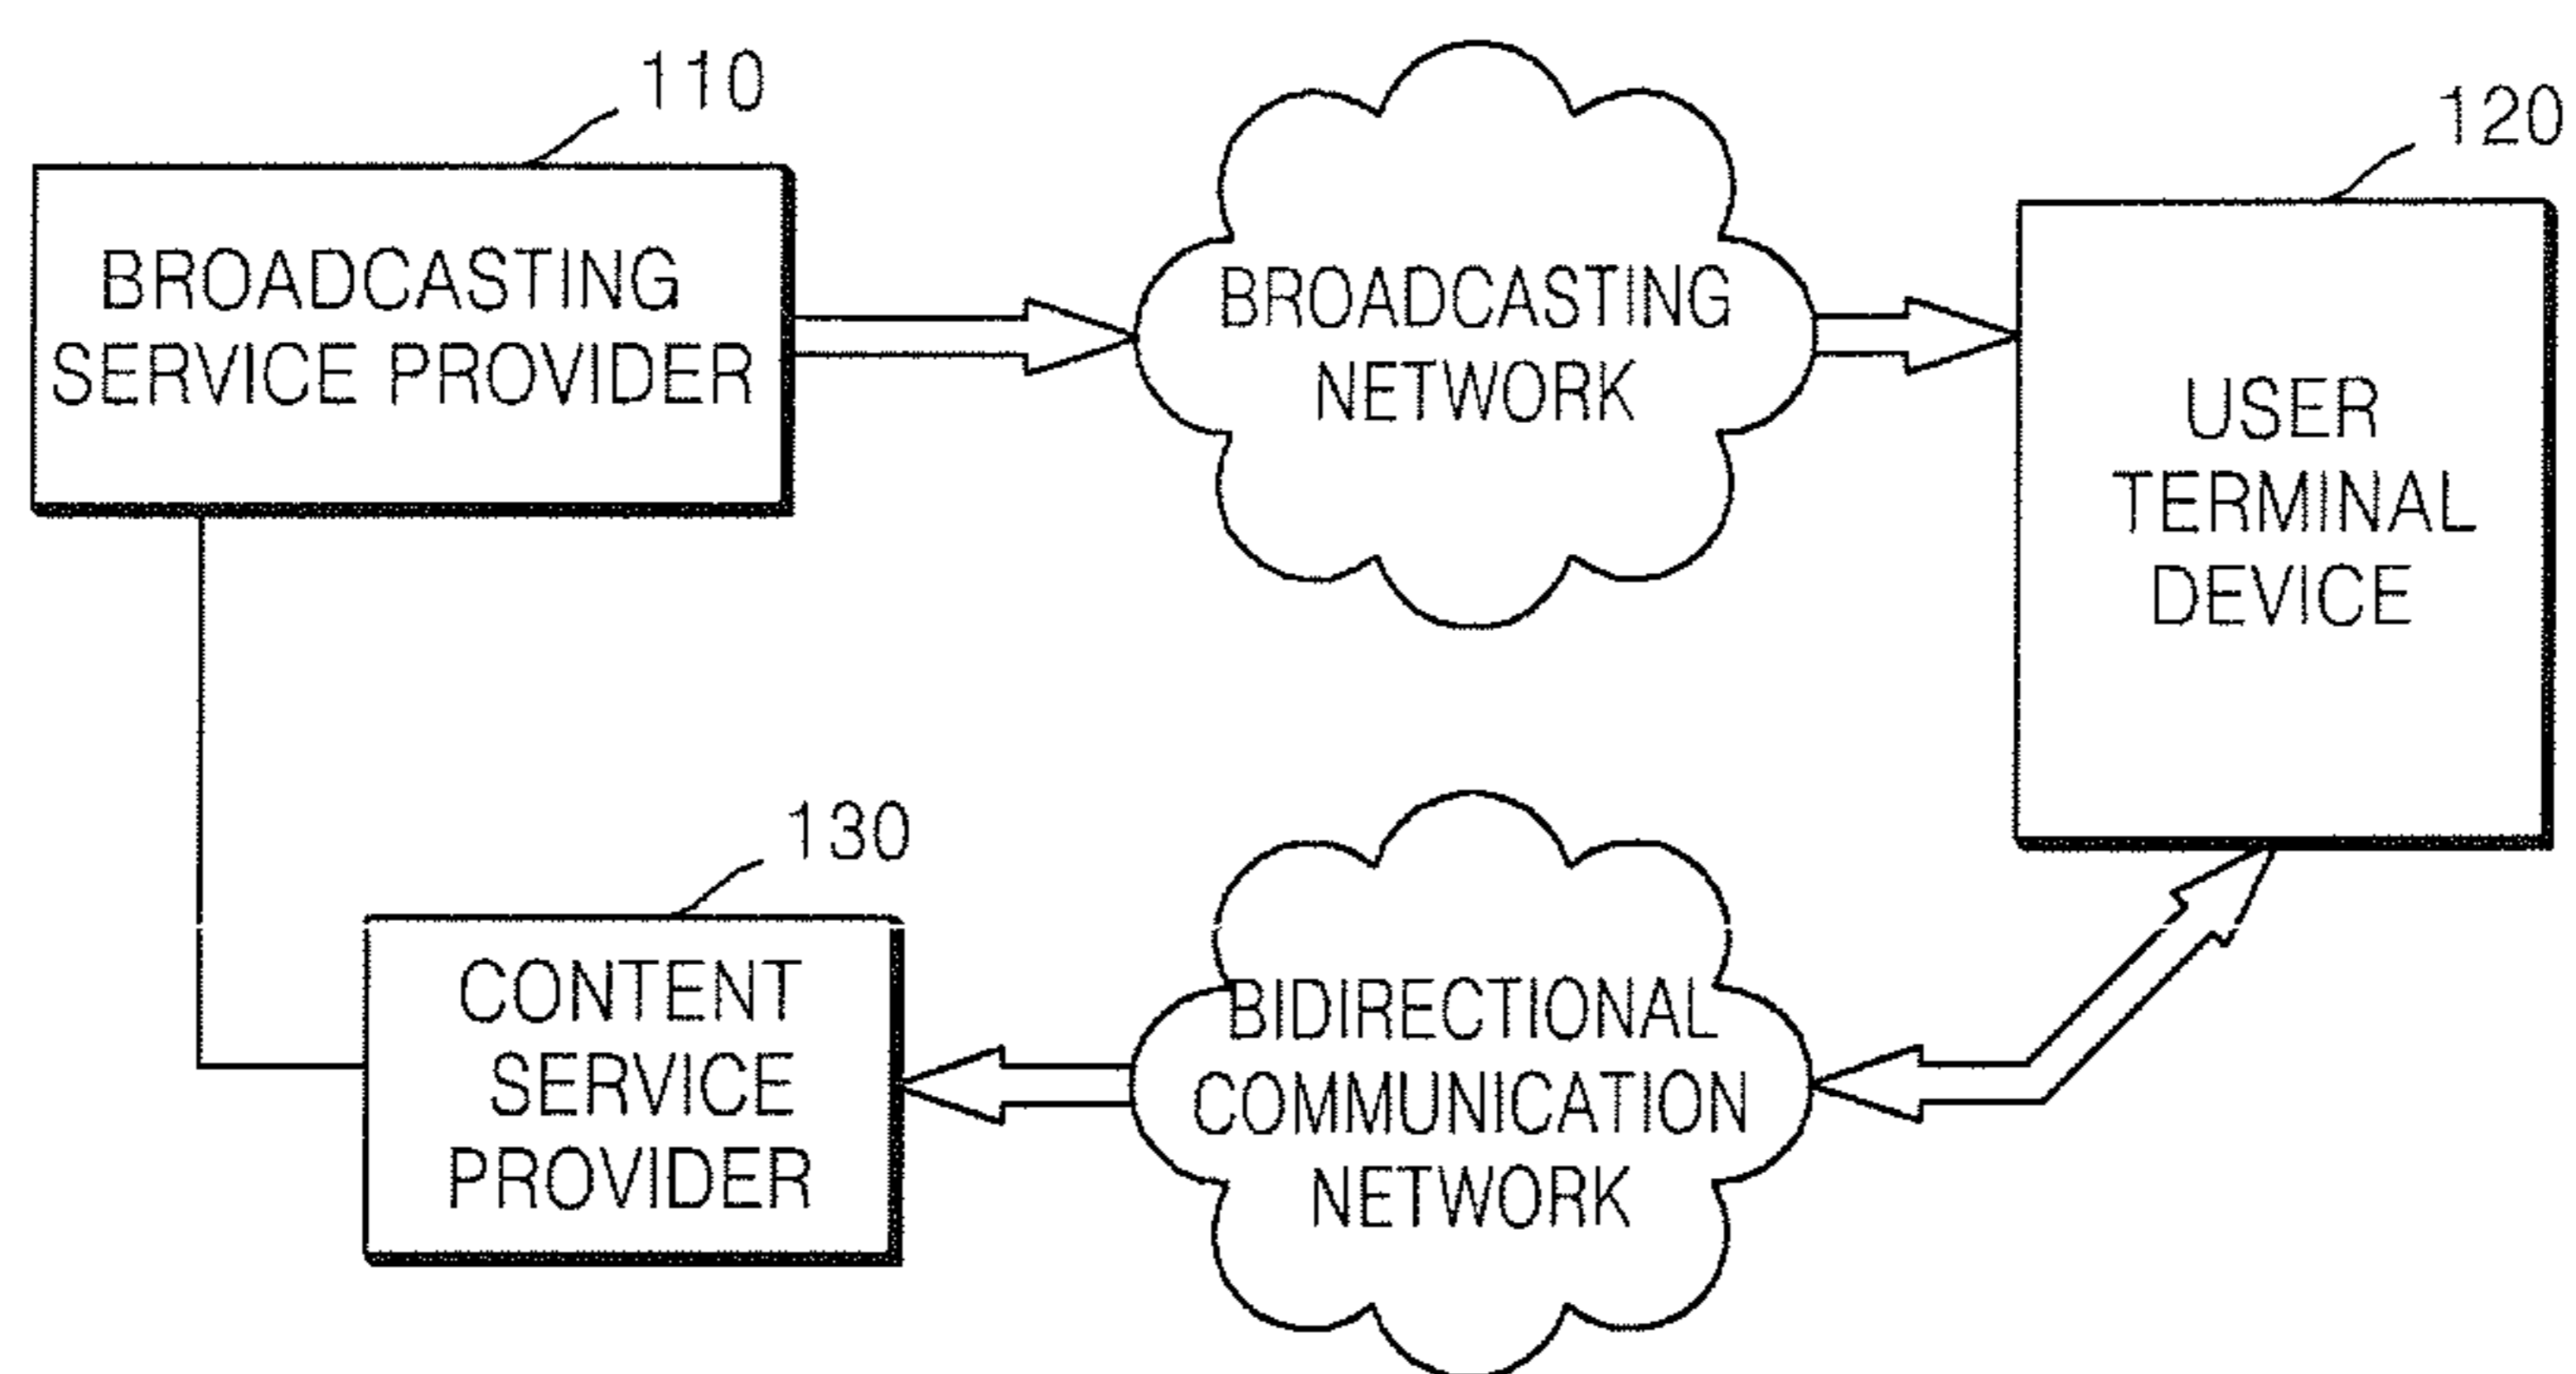 110
BROADCASTING
SERVICE PROVIDER
BROADCASTING
NETWORK
120
USER
TERMINAL
DEVICE
130
CONTENT
SERVICE
PROVIDER
BIDIRECTIONAL
COMMUNICATION
NETWORK